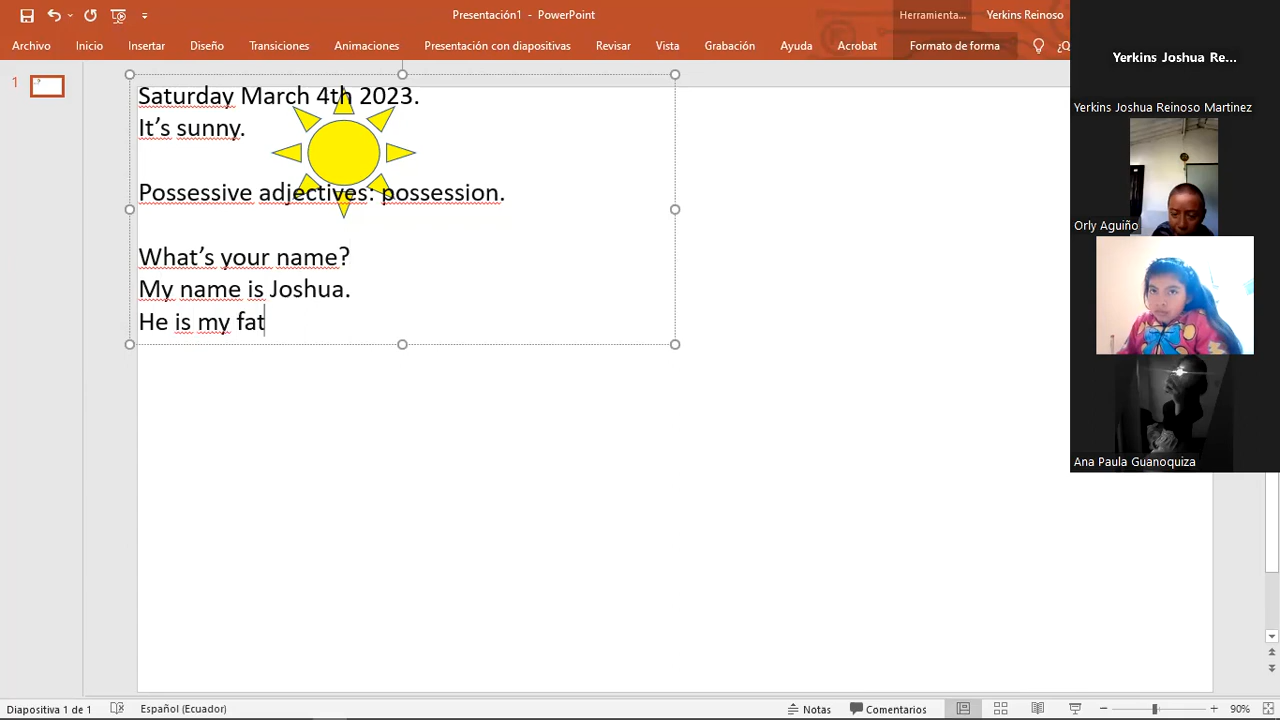 Presentación1 - PowerPoint
Herramienta...
Yerkins Reinoso
Archivo
Inicio
Insertar
Diseño
Transiciones
Animaciones
Presentación con diapositivas
Revisar
Vista
Grabación
Ayuda
Acrobat
Formato de forma
¿Q
1
Saturday March 4th 2023.
It’s sunny.
Possessive adjectives: possession.
What’s your name?
My name is Joshua.
He is my fat
Yerkins Joshua Re...
Yerkins Joshua Reinoso Martinez
Orly Aguiño
Ana Paula Guanoquiza
Diapositiva 1 de 1
Español (Ecuador)
Notas
Comentarios
90%